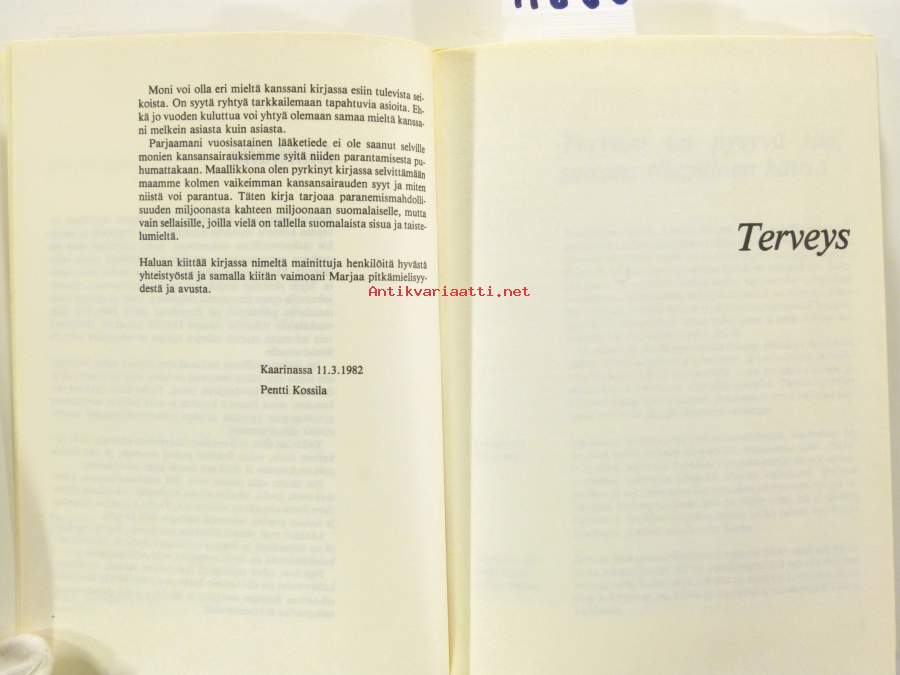 Moni voi olla eri mieltä kanssani kirjassa esiin tulevista sei-
koista. On syytä ryhtyä tarkkailemaan tapahtuvia asioita. Eh-
kä jo vuoden kuluttua voi yhtyä olemaan samaa mieltä kanssa-
ni melkein asiasta kuin asiasta.
Parjaamani vuosisatainen lääketiede ei ole saanut selville
monien kansansairauksiemme syitä niiden parantamisesta pu-
humattakaan. Maallikkona olen pyrkinyt kirjassa selvittämään
maamme kolmen vaikeimman kansansairauden syyt ja miten
niistä voi parantua. Täten kirja tarjoaa paranemismahdolli-
suuden miljoonasta kahteen miljoonaan suomalaiselle, mutta
vain sellaisille, joilla vielä on tallella suomalaista sisua ja taiste-
lumieltä.
Haluan kiittää kirjassa nimeltä mainittuja henkilöitä hyvästä
yhteistyöstä ja samalla kiitän vaimoani Marjaa pitkämielisyy-
destä ja avusta.
Kaarinassa 11.3.1982
Pentti Kossila
Terveys
Antikvariaatti.net